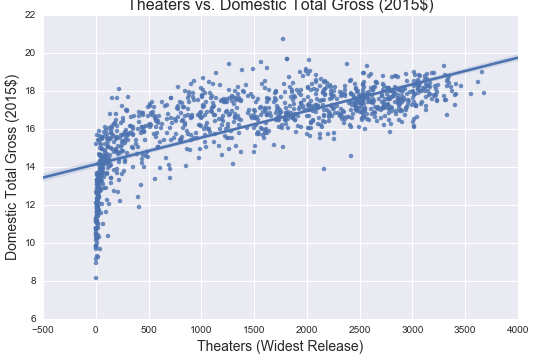 Theaters vs. Domestic Total Gross (2015$)
22
20
18
16
14
12
10
8
6
Domestic Total Gross (2015$)
−500 0 500 1000 1500 2000 2500 3000 3500 4000
Theaters (Widest Release)